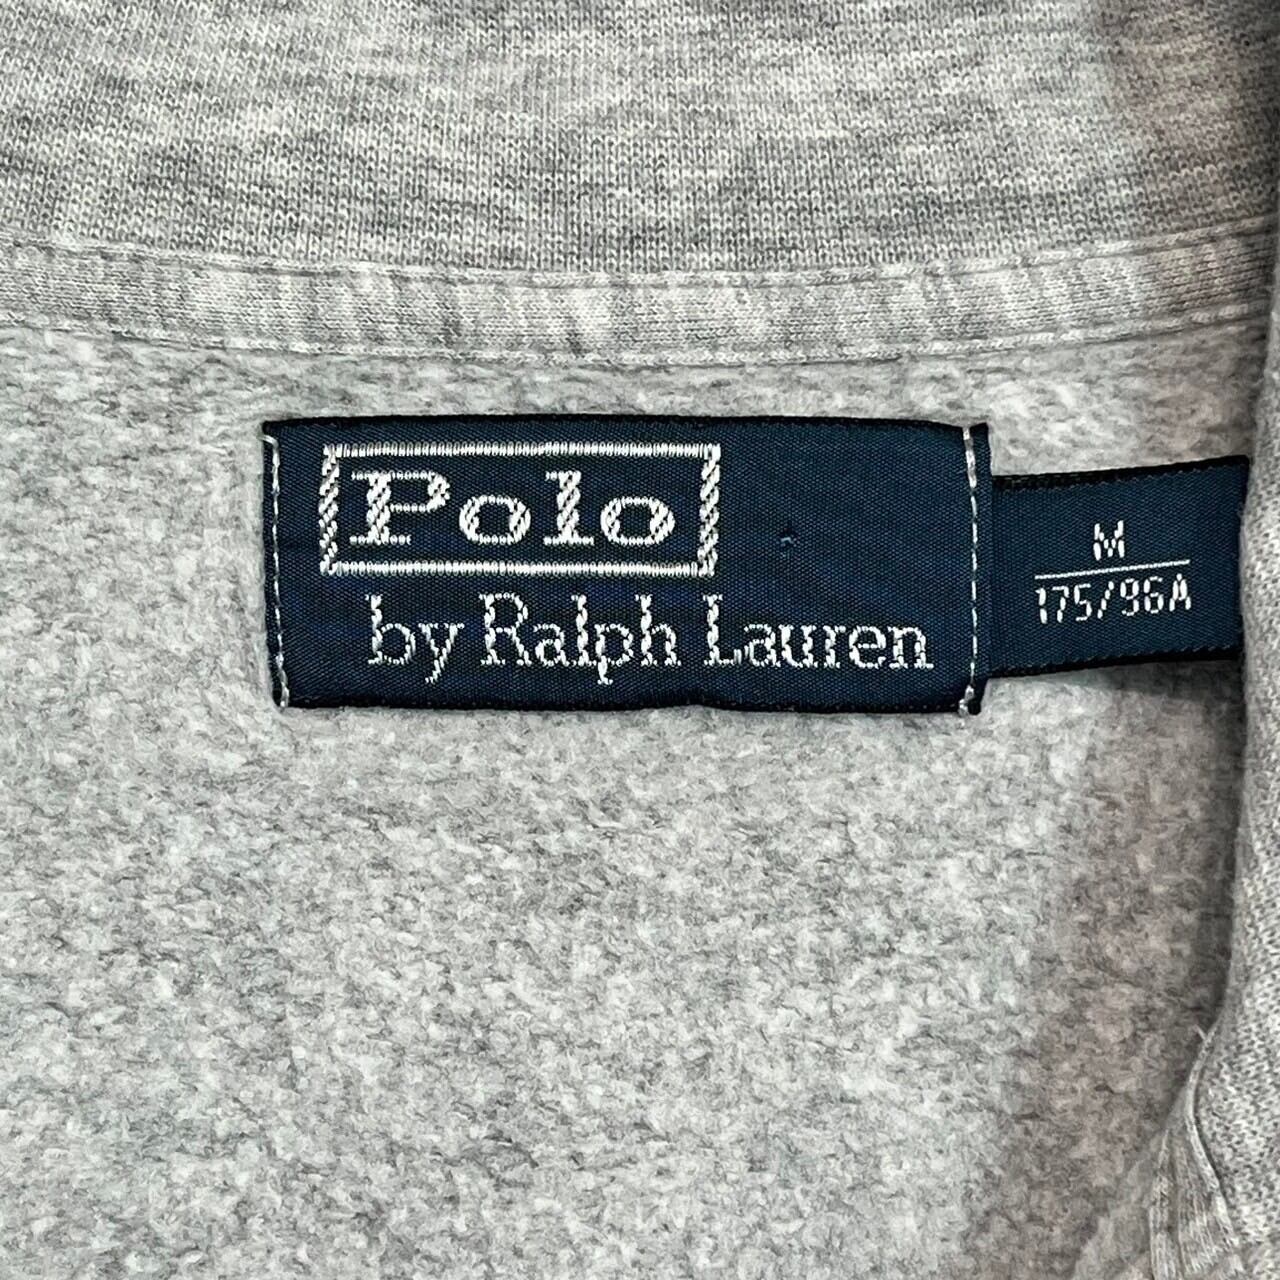 Polo
by Ralph Lauren
M
175/96A